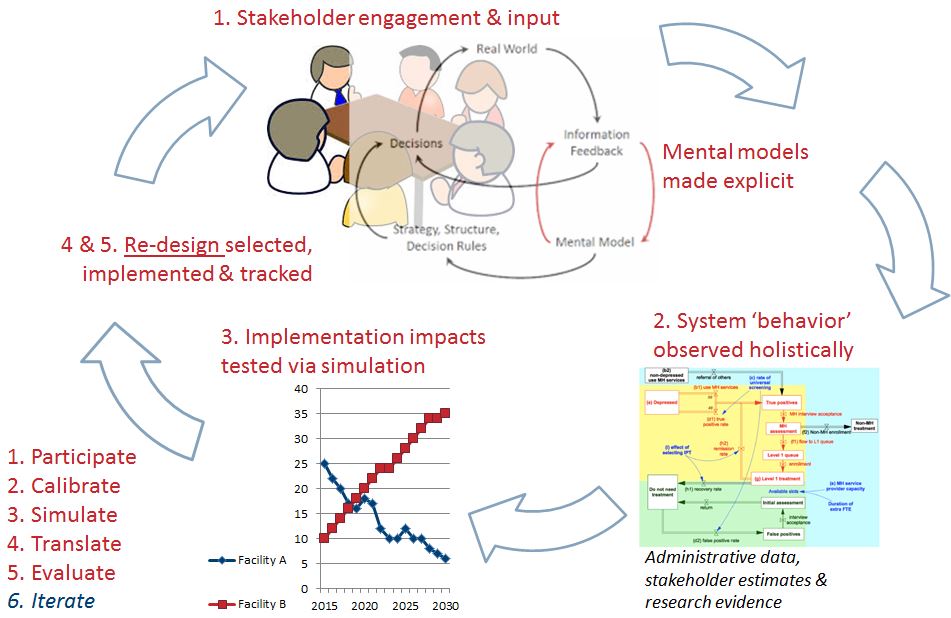 1. Stakeholder engagement & input
Real World
Decisions
Information
Feedback
Strategy, Structure,
Decision Rules
Mental Model
Mental models
made explicit
4 & 5. Re-design selected,
implemented & tracked
2. System ‘behavior’
observed holistically
(b2)
non-depressed
use MH services
referral of others
(c) rate of
universal
screening
(b1) use MH services
(a) Depressed
True positives
(d1) true
positive rate
MH interview acceptance
MH
assessment
Non-MH
treatment
(f2) Non-MH enrollment
(f1) flow to L1 queue
(i) effect of
selecting IPT
(h2)
remission
rate
Level 1 queue
enrollment
(g) Level 1 treatment
Do not need
treatment
(h1) recovery rate
Available slots
(e) MH service
provider capacity
return
Initial assessment
Duration of
extra FTE
interview
acceptance
(d2) false positive rate
False positives
Administrative data,
stakeholder estimates &
research evidence
3. Implementation impacts
tested via simulation
40
35
30
25
20
15
10
5
0
2015 2020 2025 2030
Facility A
Facility B
1. Participate
2. Calibrate
3. Simulate
4. Translate
5. Evaluate
6. Iterate